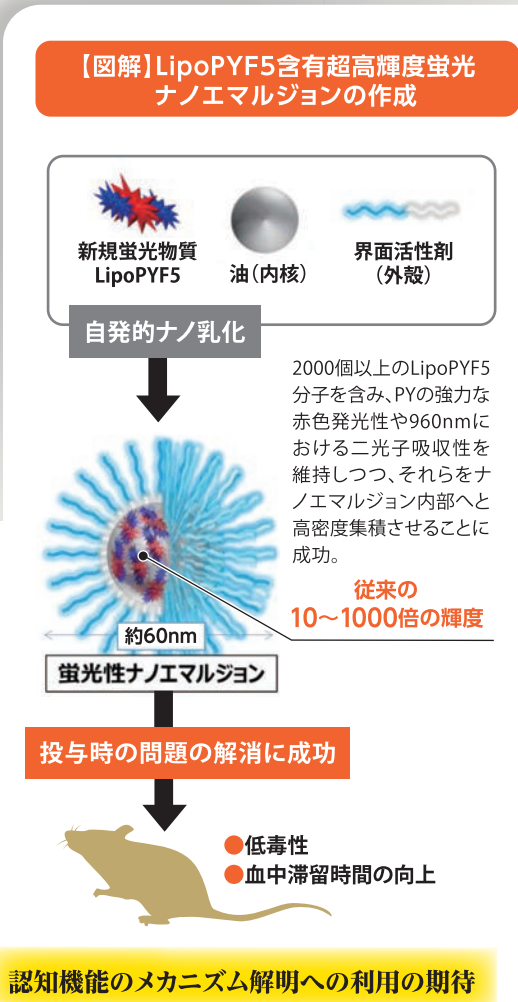 【図解】LipoPYF5含有超高輝度蛍光
ナノエマルジョンの作成
新規蛍光物質
LipoPYF5
油（内核）
界面活性剤
（外殻）
自発的ナノ乳化
2000個以上のLipoPYF5
分子を含み、PYの強力な
赤色発光性や960nmに
おける二光子吸収性を
維持しつつ、それらをナ
ノエマルジョン内部へと
高密度集積させることに
成功。
従来の
10〜1000倍の輝度
約60nm
蛍光性ナノエマルジョン
投与時の問題の解消に成功
●低毒性
●血中滞留時間の向上
認知機能のメカニズム解明への利用の期待